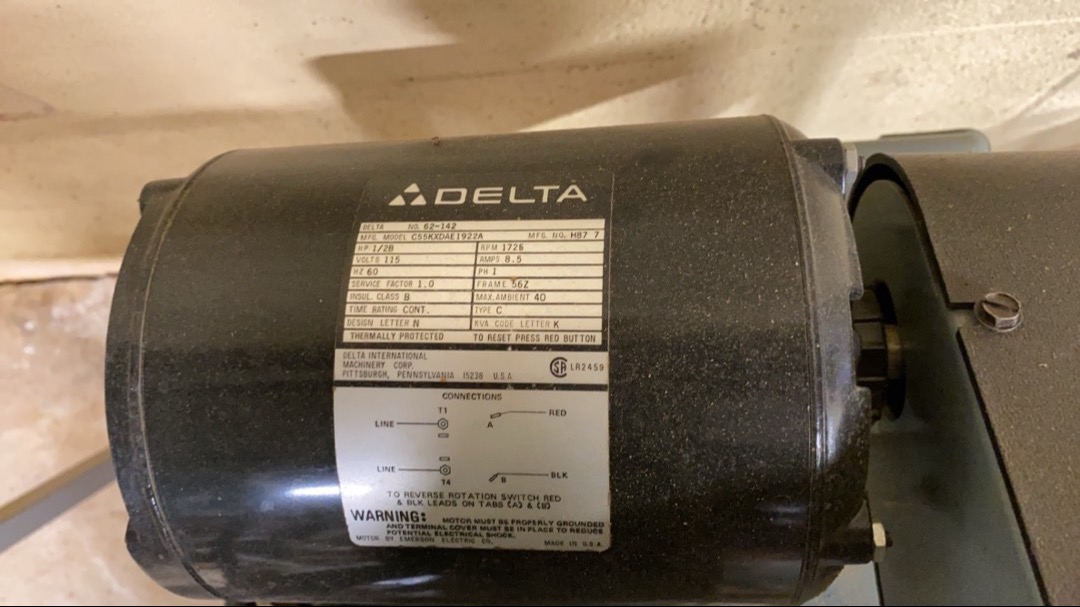 DELTA
DELTA NO. 62-142
MFG. MODEL C55KXDAE1922A MFG. NO. H87 7
HP 1/2B RPM 1725
VOLTS 115 AMPS 8.5
HZ 60 PH 1
SERVICE FACTOR 1.0 FRAME 56Z
INSUL. CLASS B MAX. AMBIENT 40
TIME RATING CONT. TYPE C
DESIGN LETTER N KVA CODE LETTER K
THERMALLY PROTECTED TO RESET PRESS RED BUTTON
DELTA INTERNATIONAL
MACHINERY CORP.
PITTSBURGH, PENNSYLVANIA 15238 U.S.A
SA LR2459
CONNECTIONS
T1
LINE A RED
LINE B BLK
T4
TO REVERSE ROTATION SWITCH RED
& BLK LEADS ON TABS (A) & (B)
WARNING: MOTOR MUST BE PROPERLY GROUNDED
AND TERMINAL COVER MUST BE IN PLACE TO REDUCE
POTENTIAL ELECTRICAL SHOCK.
MOTOR BY EMERSON ELECTRIC CO. MADE IN U.S.A.